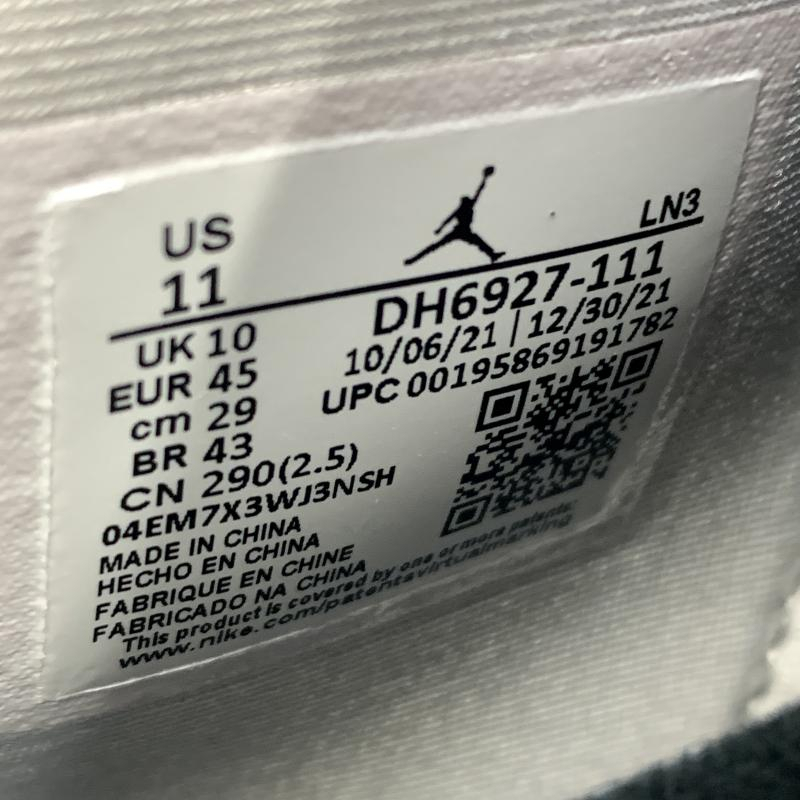 US
11
LN3
UK 10
EUR 45
cm 29
BR 43
CN 290(2.5)
DH6927-111
10/06/21 | 12/30/21
UPC 00195869191782
04EM7X3WJ3NSH
MADE IN CHINA
HECHO EN CHINA
FABRIQUE EN CHINE
FABRICADO NA CHINA
This product is covered by one or more patents:
www.nike.com/patentsvirtualmarking